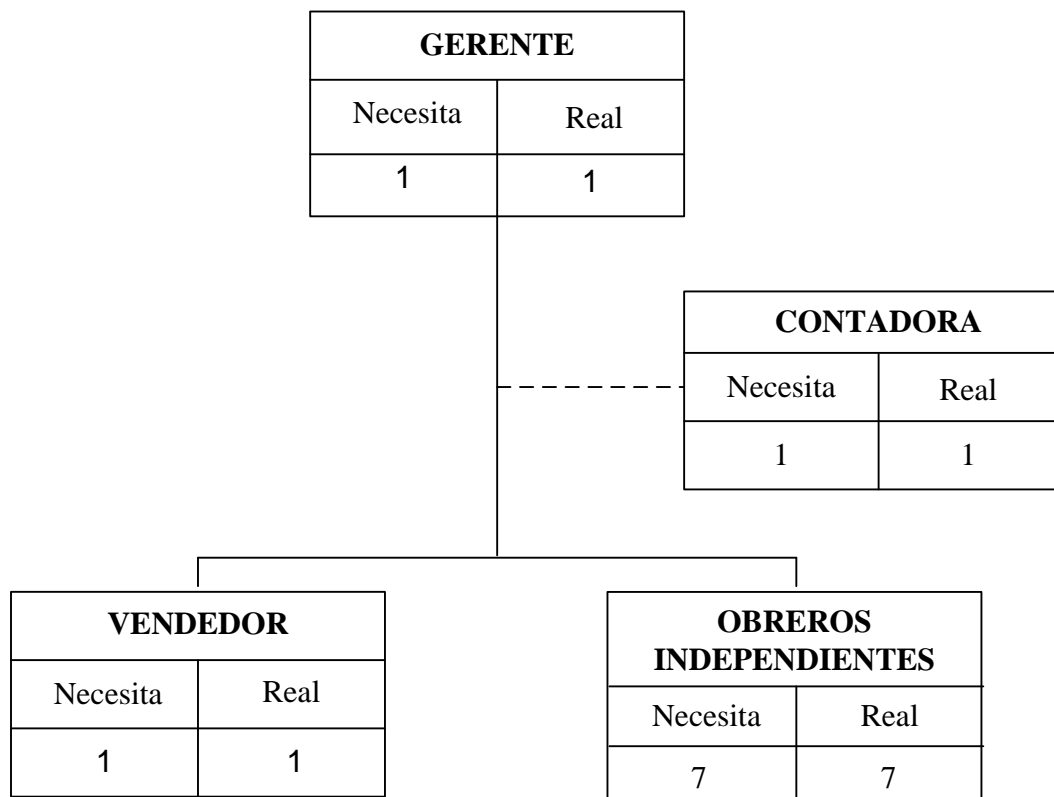 GERENTE
Necesita Real
1 1
CONTADORA
Necesita Real
1 1
VENDEDOR
Necesita Real
1 1
OBREROS
INDEPENDIENTES
Necesita Real
7 7